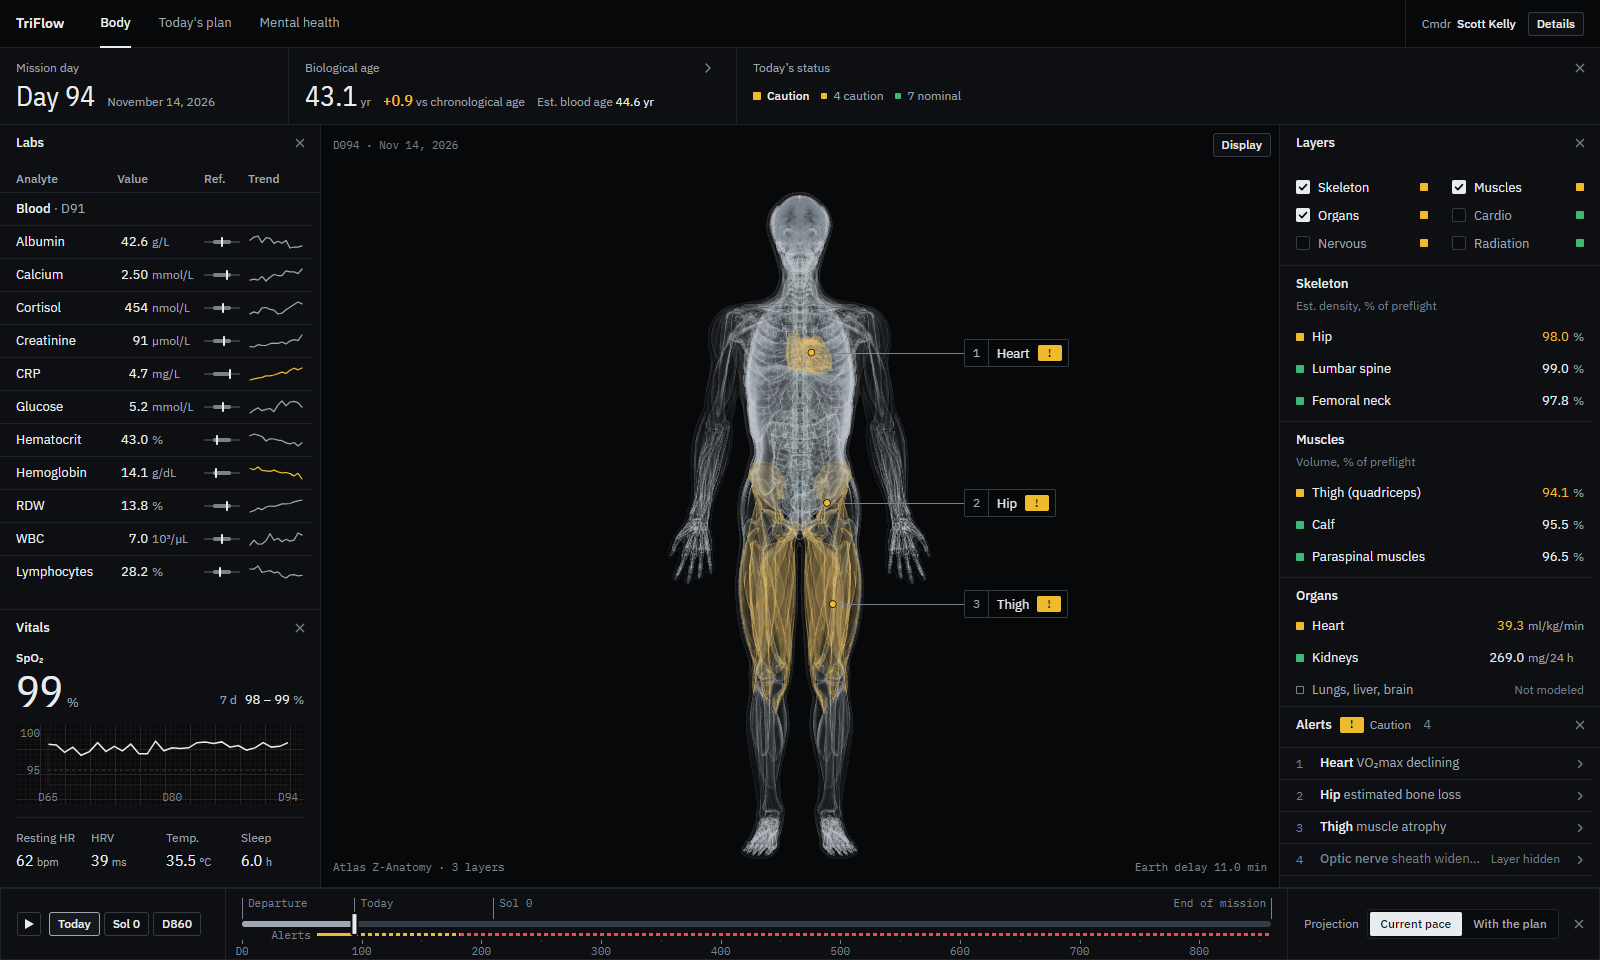 TriFlow
Body
Today's plan
Mental health
Cmdr Scott Kelly
Details
Mission day
Day 94 November 14, 2026
Biological age
43.1 yr +0.9 vs chronological age Est. blood age 44.6 yr
Today's status
Caution 4 caution 7 nominal
Labs
Analyte Value Ref. Trend
Blood · D91
Albumin 42.6 g/L
Calcium 2.50 mmol/L
Cortisol 454 nmol/L
Creatinine 91 µmol/L
CRP 4.7 mg/L
Glucose 5.2 mmol/L
Hematocrit 43.0 %
Hemoglobin 14.1 g/dL
RDW 13.8 %
WBC 7.0 10³/µL
Lymphocytes 28.2 %
Vitals
SpO₂
99 % 7 d 98 – 99 %
100
95
D65 D80 D94
Resting HR HRV Temp. Sleep
62 bpm 39 ms 35.5 °C 6.0 h
D094 · Nov 14, 2026
Display
1 Heart !
2 Hip !
3 Thigh !
Atlas Z-Anatomy · 3 layers
Earth delay 11.0 min
Layers
Skeleton Muscles
Organs Cardio
Nervous Radiation
Skeleton
Est. density, % of preflight
Hip 98.0 %
Lumbar spine 99.0 %
Femoral neck 97.8 %
Muscles
Volume, % of preflight
Thigh (quadriceps) 94.1 %
Calf 95.5 %
Paraspinal muscles 96.5 %
Organs
Heart 39.3 ml/kg/min
Kidneys 269.0 mg/24 h
Lungs, liver, brain Not modeled
Alerts ! Caution 4
1 Heart VO₂max declining
2 Hip estimated bone loss
3 Thigh muscle atrophy
4 Optic nerve sheath widen... Layer hidden
Today Sol 0 D860
Departure Today Sol 0 End of mission
Alerts
D0 100 200 300 400 500 600 700 800
Projection Current pace With the plan